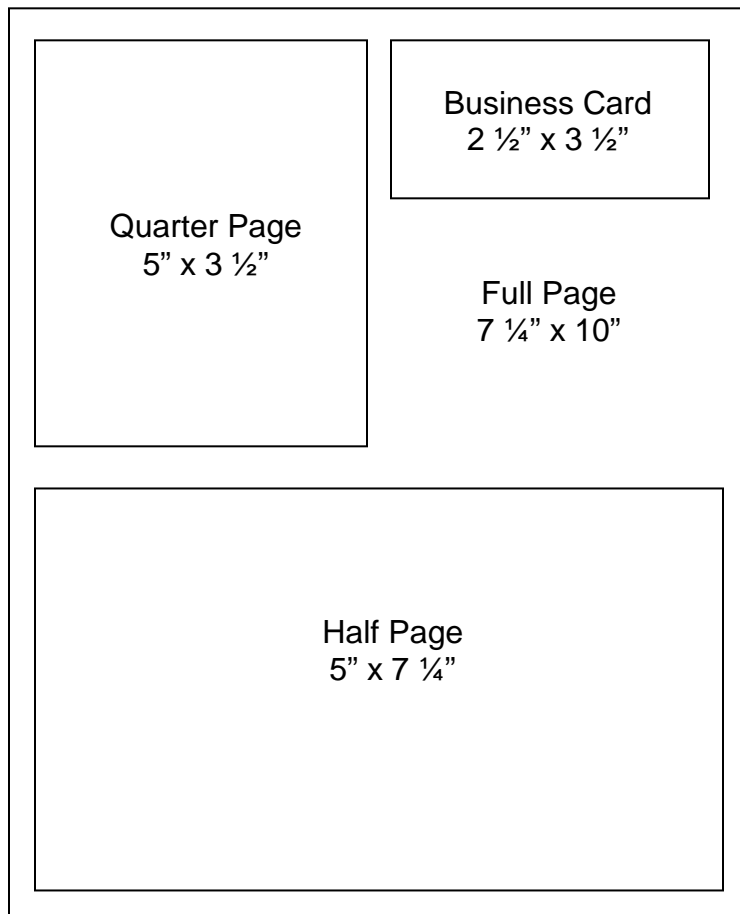 Business Card
2 ½” x 3 ½”
Quarter Page
5” x 3 ½”
Full Page
7 ¼” x 10”
Half Page
5” x 7 ¼”